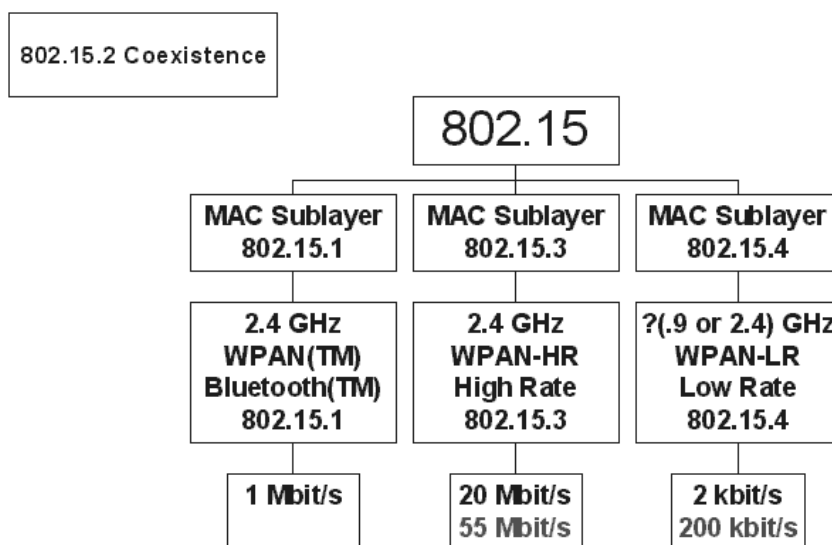 802.15.2 Coexistence
802.15
MAC Sublayer
802.15.1
MAC Sublayer
802.15.3
MAC Sublayer
802.15.4
2.4 GHz
WPAN(TM)
Bluetooth(TM)
802.15.1
2.4 GHz
WPAN-HR
High Rate
802.15.3
?(.9 or 2.4) GHz
WPAN-LR
Low Rate
802.15.4
1 Mbit/s
20 Mbit/s
55 Mbit/s
2 kbit/s
200 kbit/s